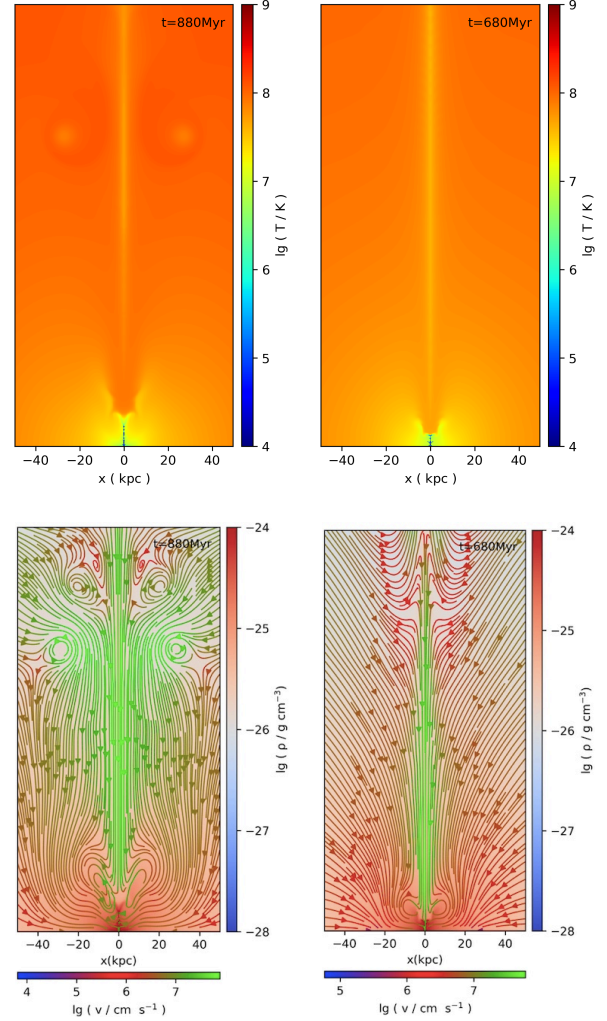 t=880Myr
9
8
7
6
5
4
lg ( T / K )
−40 −20 0 20 40
x ( kpc )
t=680Myr
9
8
7
6
5
4
lg ( T / K )
−40 −20 0 20 40
x ( kpc )
t=880Myr
−24
−25
−26
−27
−28
lg ( ρ / g cm⁻³)
−40 −20 0 20 40
x(kpc)
4 5 6 7
lg ( v / cm s⁻¹ )
t=680Myr
−24
−25
−26
−27
−28
lg ( ρ / g cm⁻³)
−40 −20 0 20 40
x(kpc)
5 6 7
lg ( v / cm s⁻¹ )